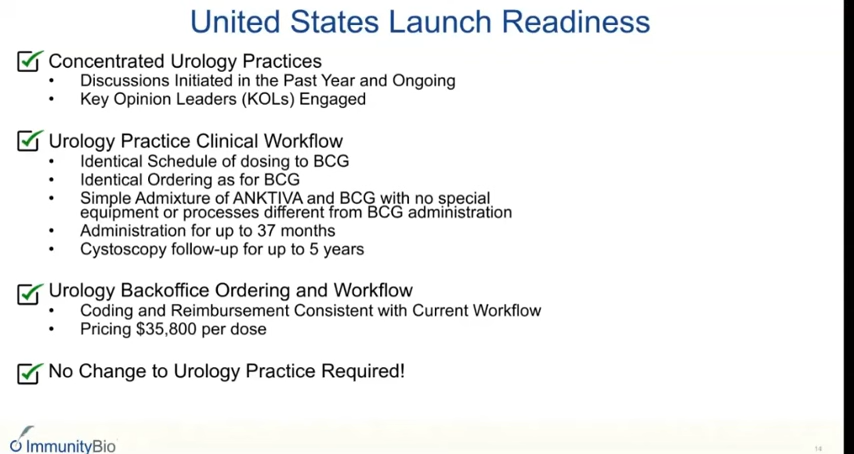 United States Launch Readiness
Concentrated Urology Practices
• Discussions Initiated in the Past Year and Ongoing
• Key Opinion Leaders (KOLs) Engaged
Urology Practice Clinical Workflow
• Identical Schedule of dosing to BCG
• Identical Ordering as for BCG
• Simple Admixture of ANKTIVA and BCG with no special
equipment or processes different from BCG administration
• Administration for up to 37 months
• Cystoscopy follow-up for up to 5 years
Urology Backoffice Ordering and Workflow
• Coding and Reimbursement Consistent with Current Workflow
• Pricing $35,800 per dose
No Change to Urology Practice Required!
ImmunityBio
14